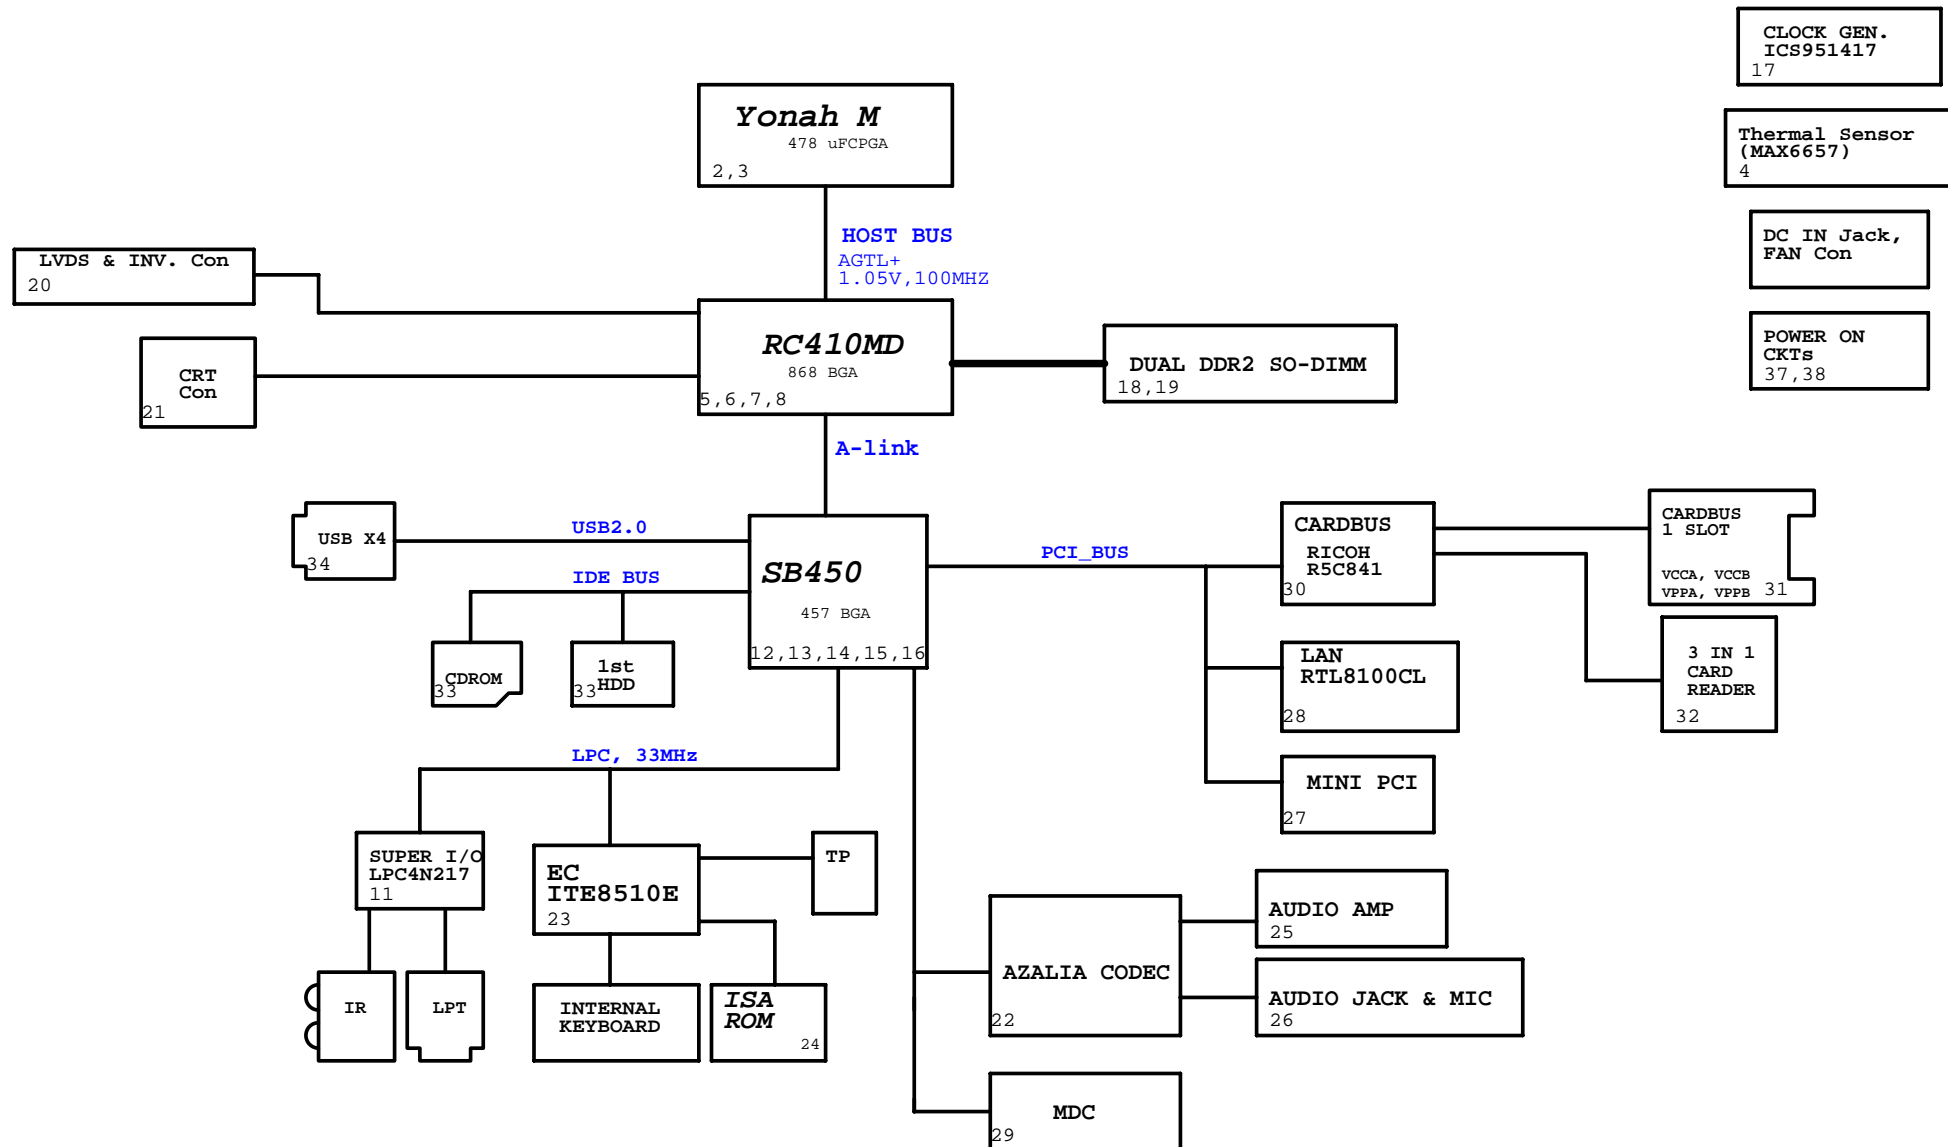 CLOCK GEN.
ICS951417
17
Yonah M
478 uFCPGA
2,3
Thermal Sensor
(MAX6657)
4
HOST BUS
AGTL+
1.05V,100MHZ
DC IN Jack,
FAN Con
LVDS & INV. Con
20
RC410MD
868 BGA
5,6,7,8
DUAL DDR2 SO-DIMM
18,19
POWER ON
CKTs
37,38
CRT
Con
21
A-link
USB X4
34
USB2.0
IDE BUS
SB450
457 BGA
12,13,14,15,16
PCI_BUS
CARDBUS
RICOH
R5C841
30
CARDBUS
1 SLOT
VCCA, VCCB
VPPA, VPPB
31
CDROM
33
1st
HDD
33
LAN
RTL8100CL
28
3 IN 1
CARD
READER
32
LPC, 33MHz
MINI PCI
27
SUPER I/O
LPC4N217
11
EC
ITE8510E
23
TP
AUDIO AMP
25
AZALIA CODEC
22
AUDIO JACK & MIC
26
IR
LPT
INTERNAL
KEYBOARD
ISA
ROM
24
MDC
29